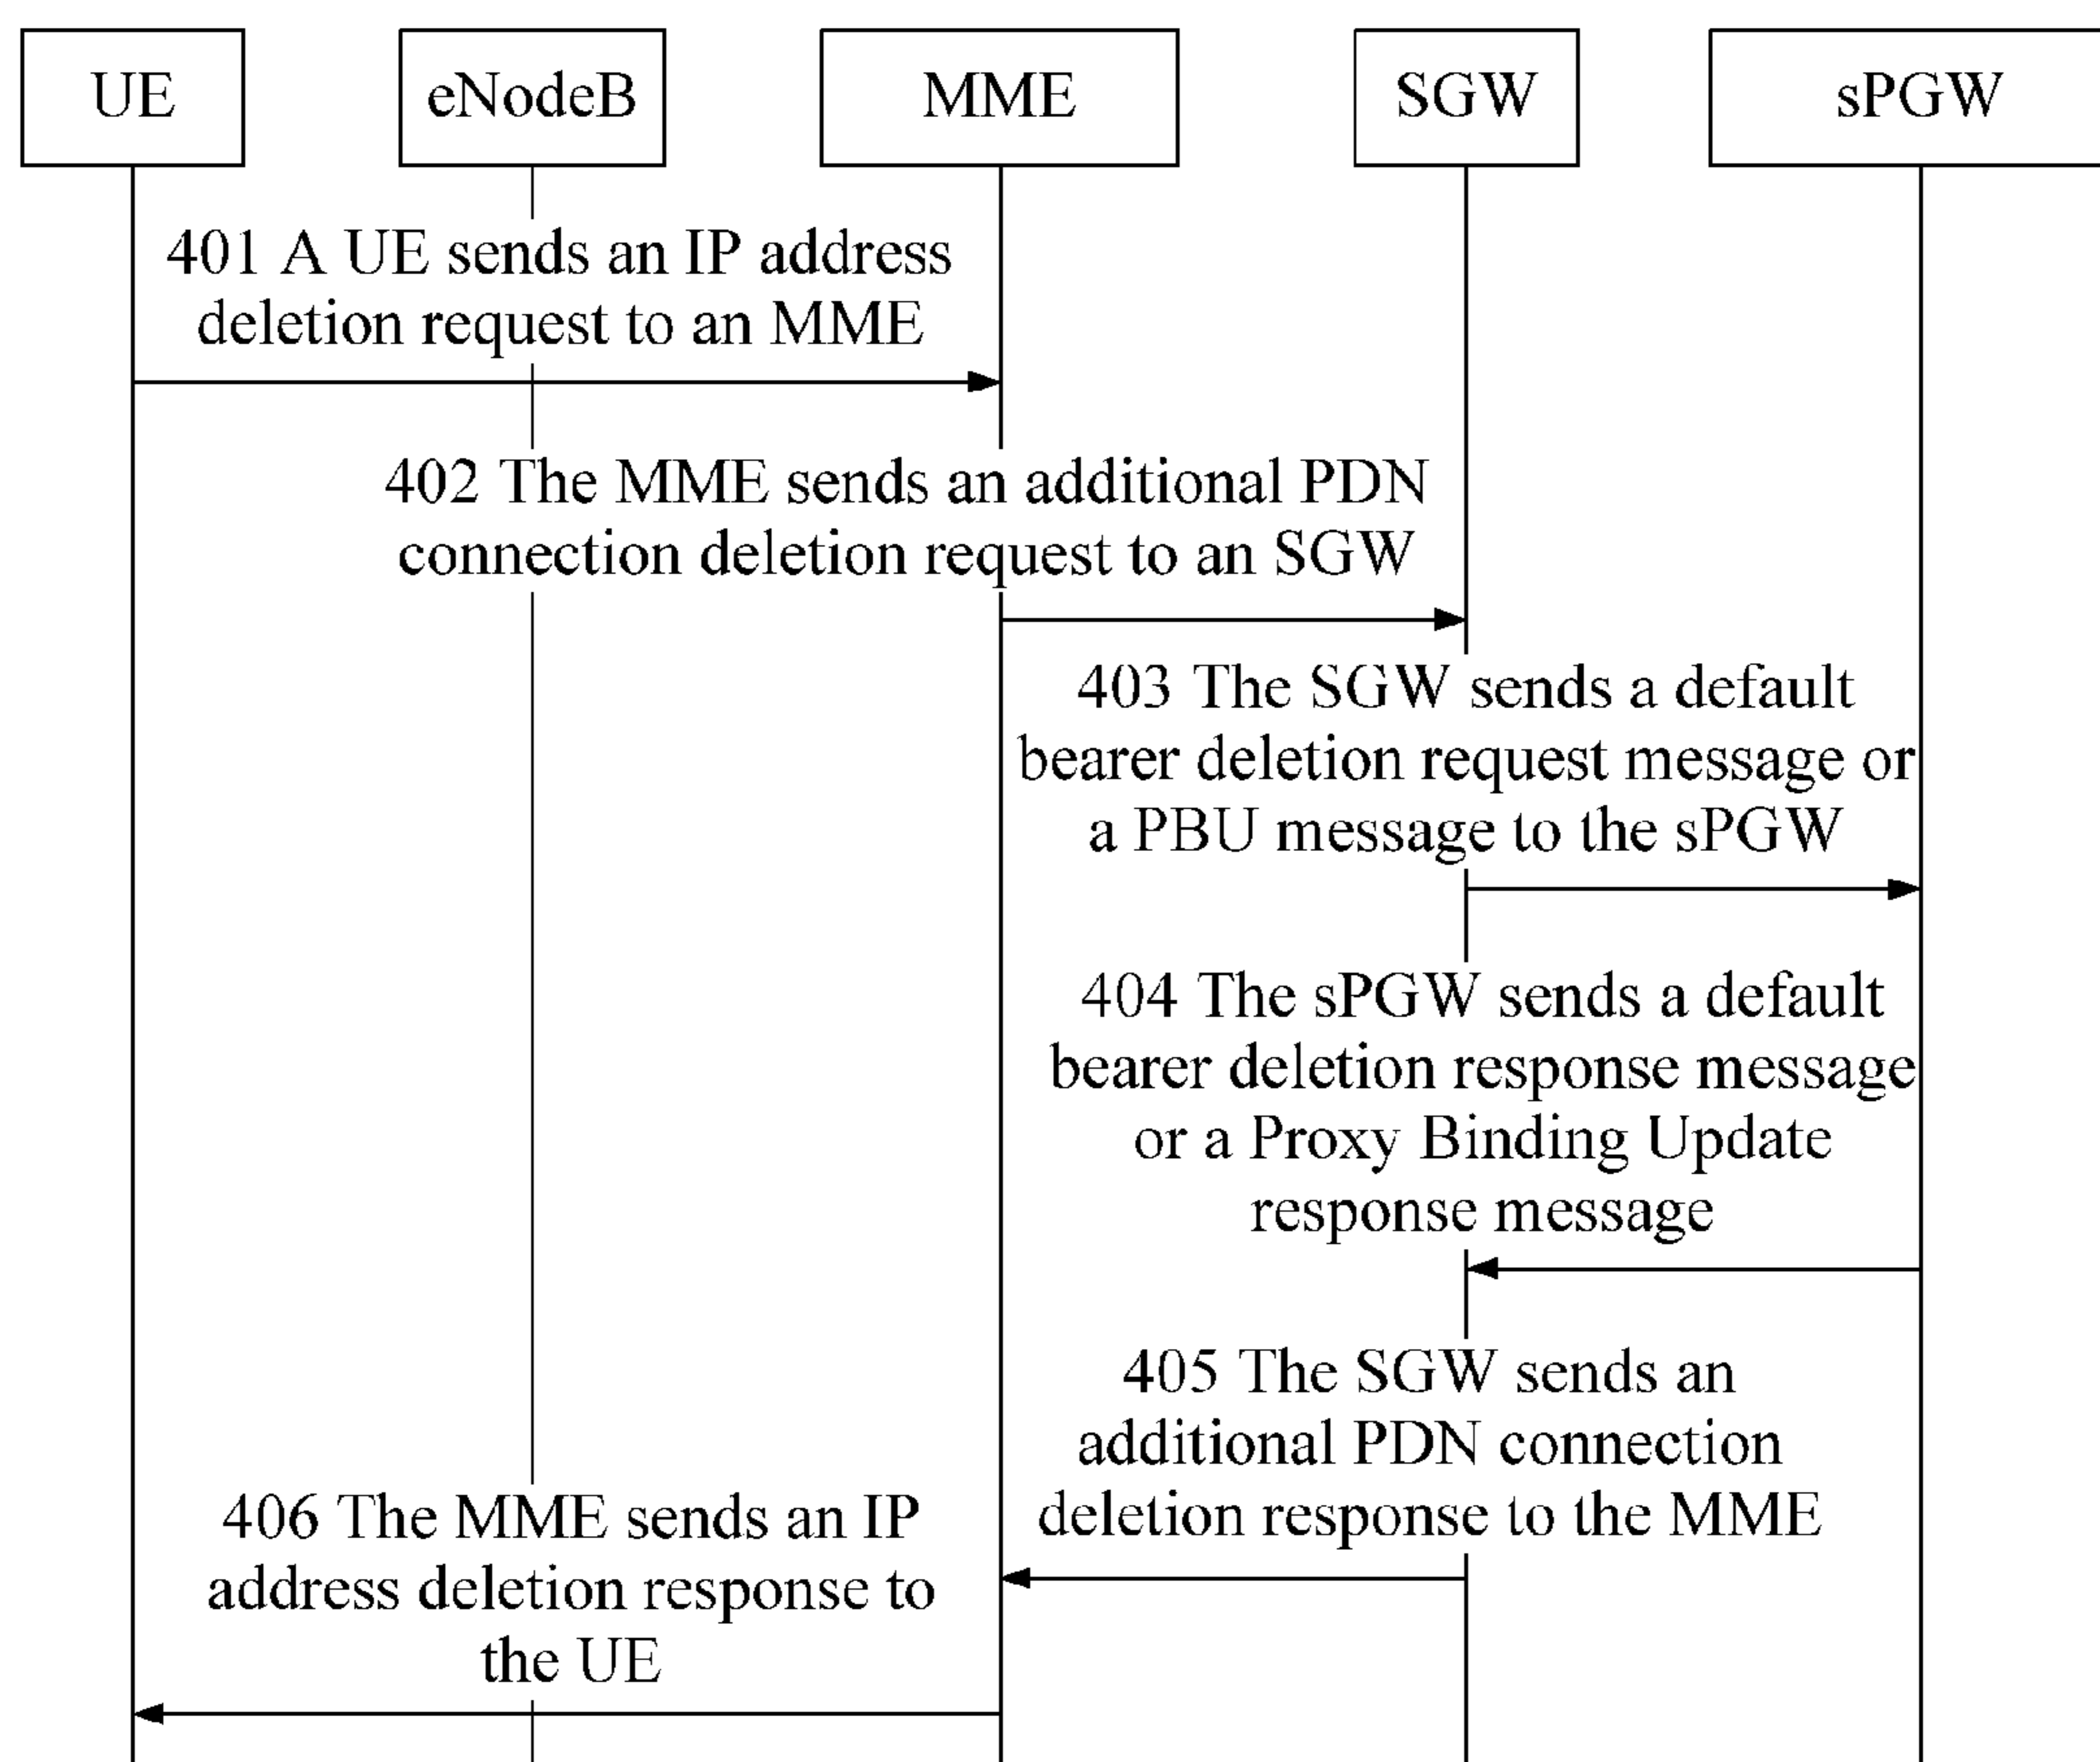 UE
eNodeB
MME
SGW
sPGW
401 A UE sends an IP address
deletion request to an MME
402 The MME sends an additional PDN
connection deletion request to an SGW
403 The SGW sends a default
bearer deletion request message or
a PBU message to the sPGW
404 The sPGW sends a default
bearer deletion response message
or a Proxy Binding Update
response message
405 The SGW sends an
additional PDN connection
deletion response to the MME
406 The MME sends an IP
address deletion response to
the UE